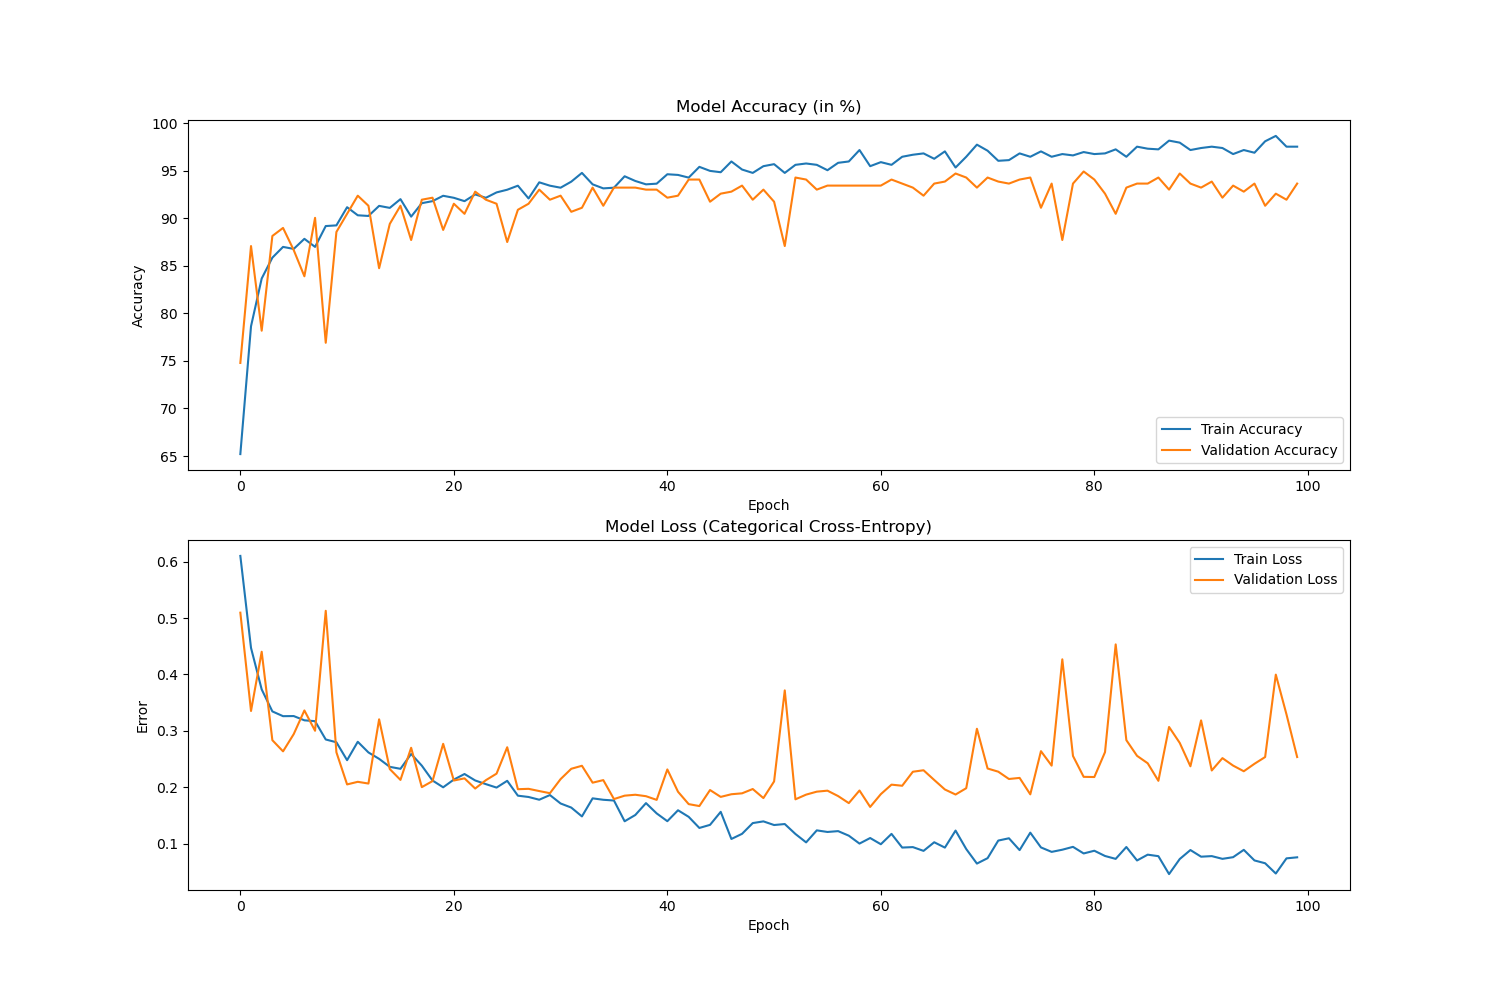 Model Accuracy (in %)
100
95
90
85
80
75
70
65
Accuracy
Train Accuracy
Validation Accuracy
0 20 40 60 80 100
Epoch
Model Loss (Categorical Cross-Entropy)
0.6
0.5
0.4
0.3
0.2
0.1
Error
Train Loss
Validation Loss
0 20 40 60 80 100
Epoch